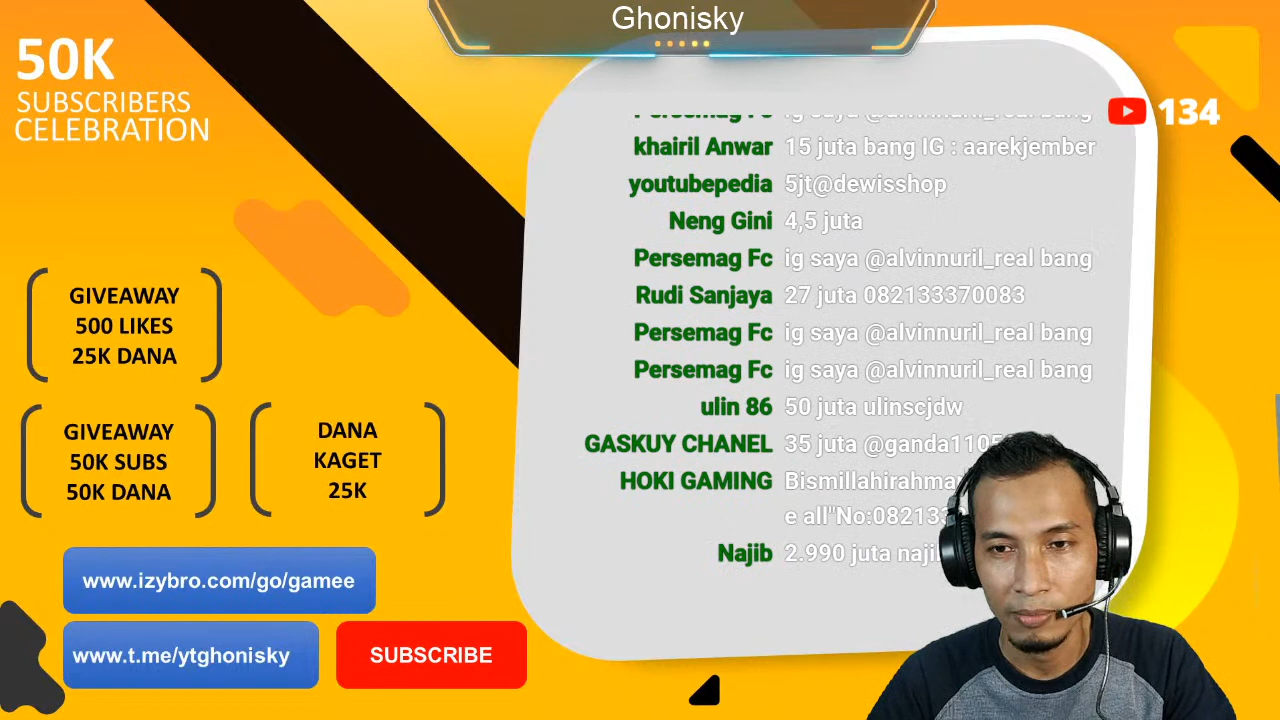 Ghonisky
50K
SUBSCRIBERS
CELEBRATION
134
khairil Anwar 15 juta bang IG : aarekjember
youtubepedia 5jt@dewisshop
Neng Gini 4,5 juta
Persemag Fc ig saya @alvinnuril_real bang
Rudi Sanjaya 27 juta 082133370083
Persemag Fc ig saya @alvinnuril_real bang
Persemag Fc ig saya @alvinnuril_real bang
ulin 86 50 juta ulinscjdw
GASKUY CHANEL 35 juta
HOKI GAMING
e all"
Najib 2.990 juta
GIVEAWAY
500 LIKES
25K DANA
GIVEAWAY
50K SUBS
50K DANA
DANA
KAGET
25K
www.izybro.com/go/gamee
www.t.me/ytghonisky
SUBSCRIBE